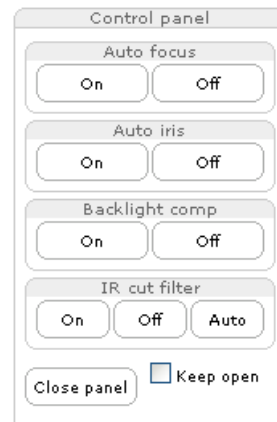 Control panel
Auto focus
On Off
Auto iris
On Off
Backlight comp
On Off
IR cut filter
On Off Auto
Close panel Keep open